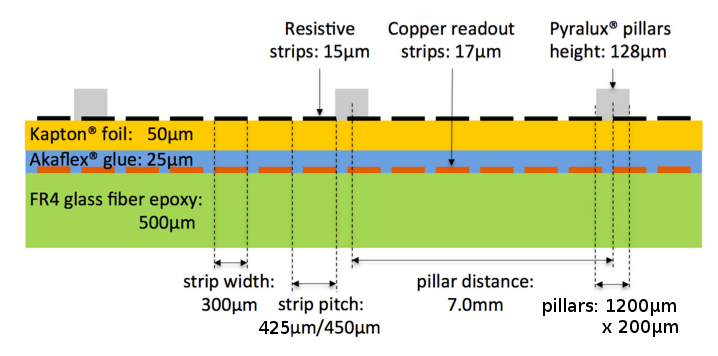 Resistive
strips: 15µm
Copper readout
strips: 17µm
Pyralux® pillars
height: 128µm
Kapton® foil: 50µm
Akaflex® glue: 25µm
FR4 glass fiber epoxy:
500µm
strip width:
300µm
strip pitch:
425µm/450µm
pillar distance:
7.0mm
pillars: 1200µm
x 200µm